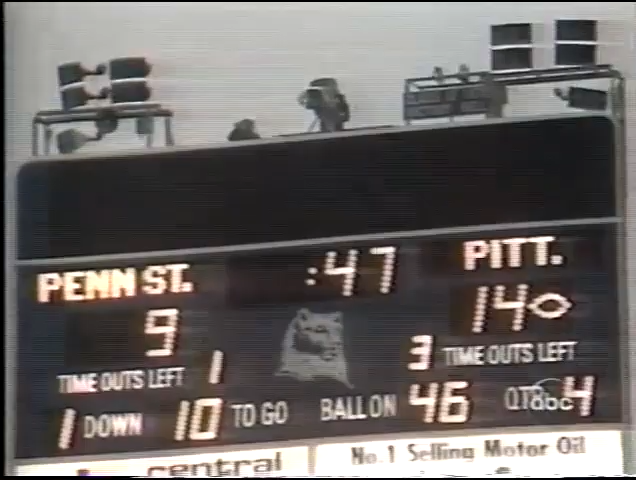 PENN ST. :47 PITT.
9 14
TIME OUTS LEFT 1 3 TIME OUTS LEFT
1 DOWN 10 TO GO BALL ON 46 QTR 4
abc
central No.1 Selling Motor Oil